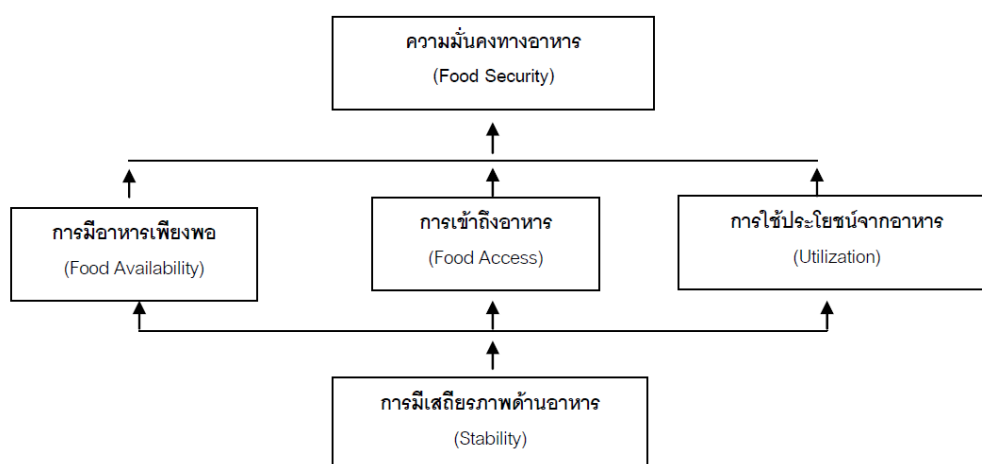 ความมั่นคงทางอาหาร
(Food Security)
การมีอาหารเพียงพอ
(Food Availability)
การเข้าถึงอาหาร
(Food Access)
การใช้ประโยชน์จากอาหาร
(Utilization)
การมีเสถียรภาพด้านอาหาร
(Stability)